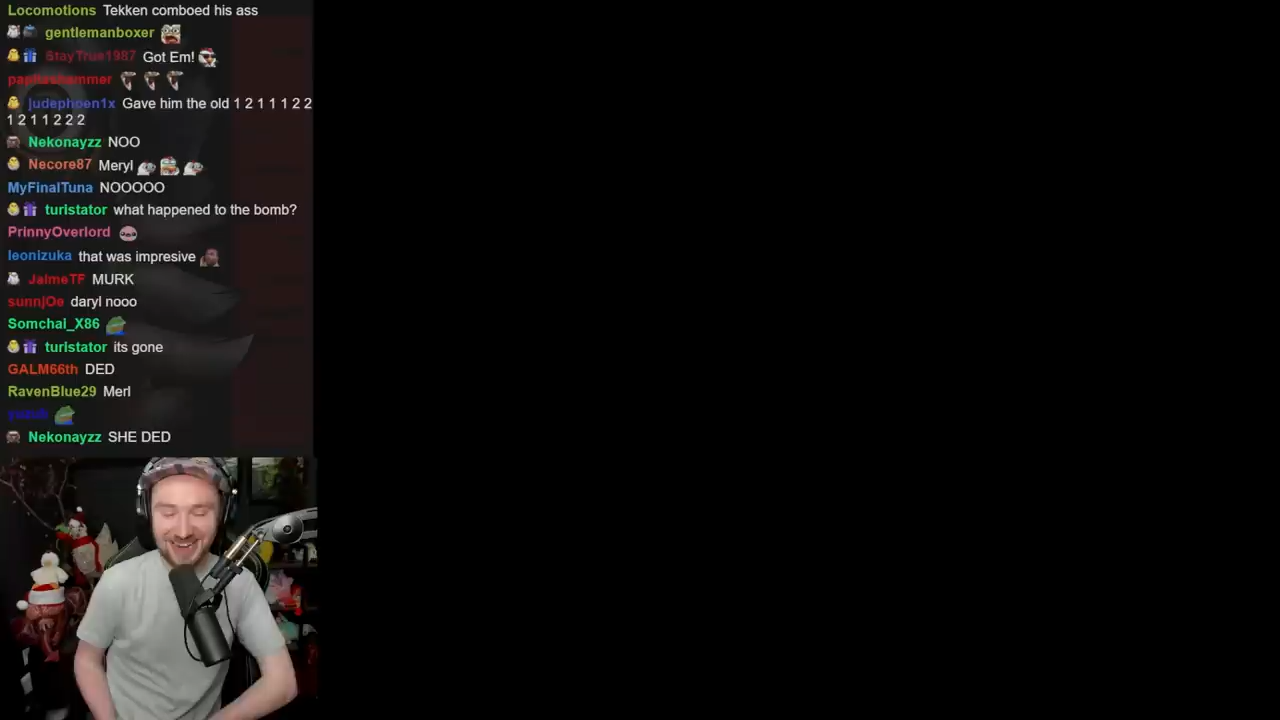 Locomotions Tekken comboed his ass
gentlemanboxer
StayTrue1987 Got Em!
judephoen1x Gave him the old 1 2 1 1 1 2 2
1 2 1 1 2 2 2
Nekonayzz NOO
Necore87 Meryl
MyFinalTuna NOOOOO
turistator what happened to the bomb?
PrinnyOverlord
leonizuka that was impresive
JaimeTF MURK
sunnjOe daryl nooo
Somchai_X86
turistator its gone
GALM66th DED
RavenBlue29 Merl
Nekonayzz SHE DED